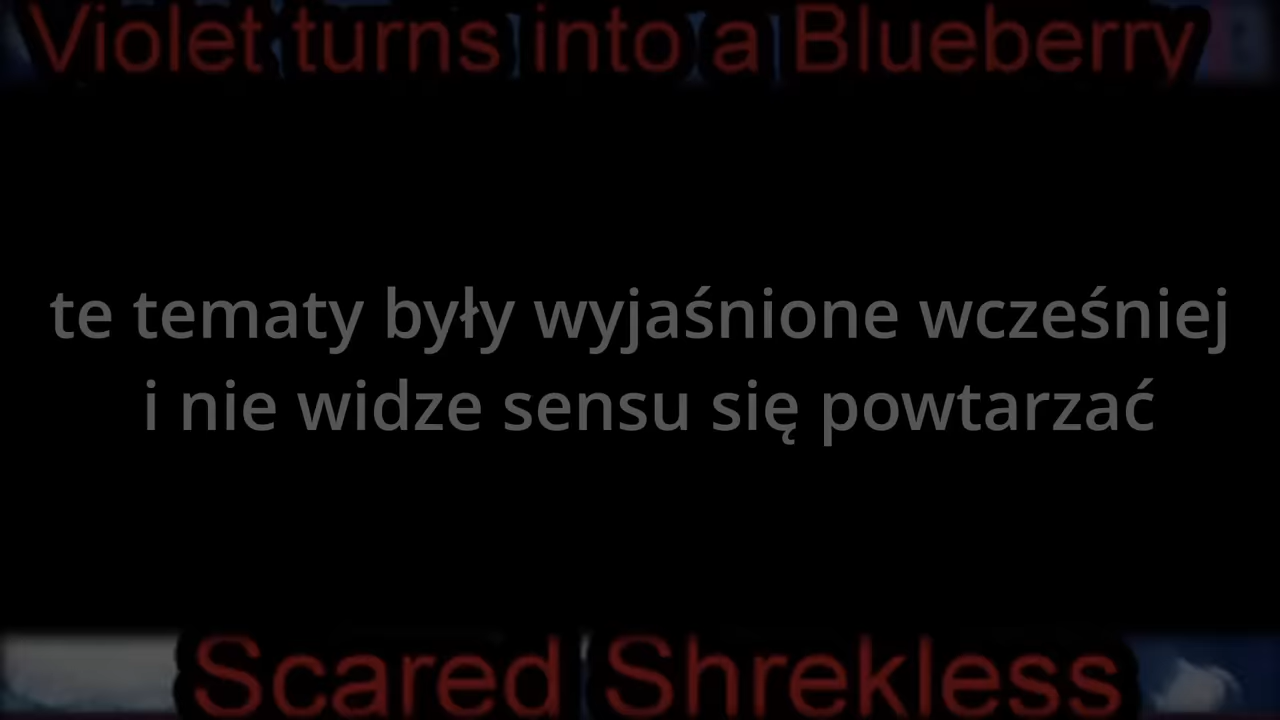 Violet turns into a Blueberry
te tematy były wyjaśnione wcześniej
i nie widze sensu się powtarzać
Scared Shrekless